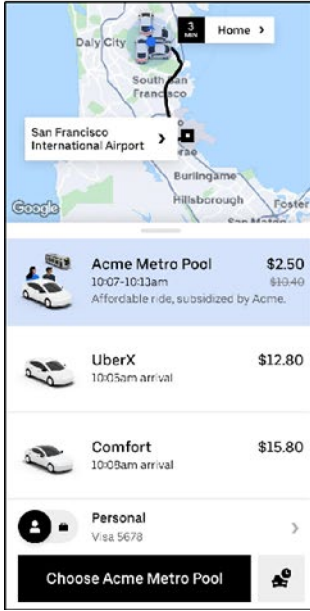 3
MIN
Home >
Daly City
South San
Francisco
San Francisco
International Airport >
Burlingame
Hillsborough
Foster
Google
San Mateo
Acme Metro Pool $2.50
10:07-10:13am $10.40
Affordable ride, subsidized by Acme.
UberX $12.80
10:05am arrival
Comfort $15.80
10:08am arrival
Personal
Visa 5678 >
Choose Acme Metro Pool